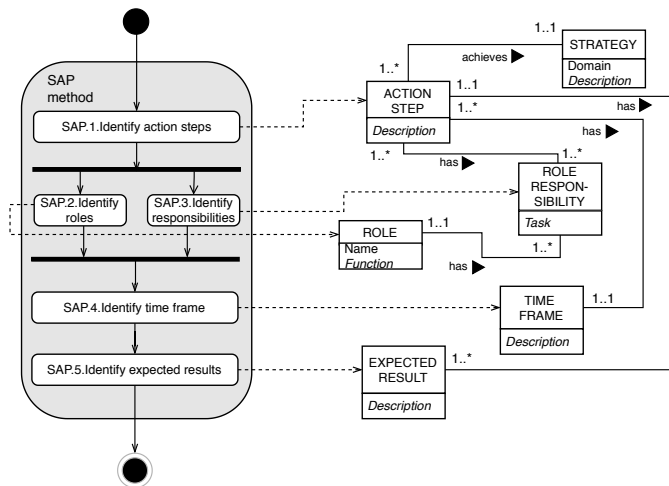 SAP
method
SAP.1.Identify action steps
SAP.2.Identify
roles
SAP.3.Identify
responsibilities
SAP.4.Identify time frame
SAP.5.Identify expected results
1..1
STRATEGY
Domain
Description
achieves
1..*
ACTION
STEP
Description
1..1
1..*
has
has
1..*
has
1..*
ROLE
RESPON-
SIBILITY
Task
ROLE
Name
Function
1..1
1..*
has
TIME
FRAME
Description
1..1
EXPECTED
RESULT
Description
1..*